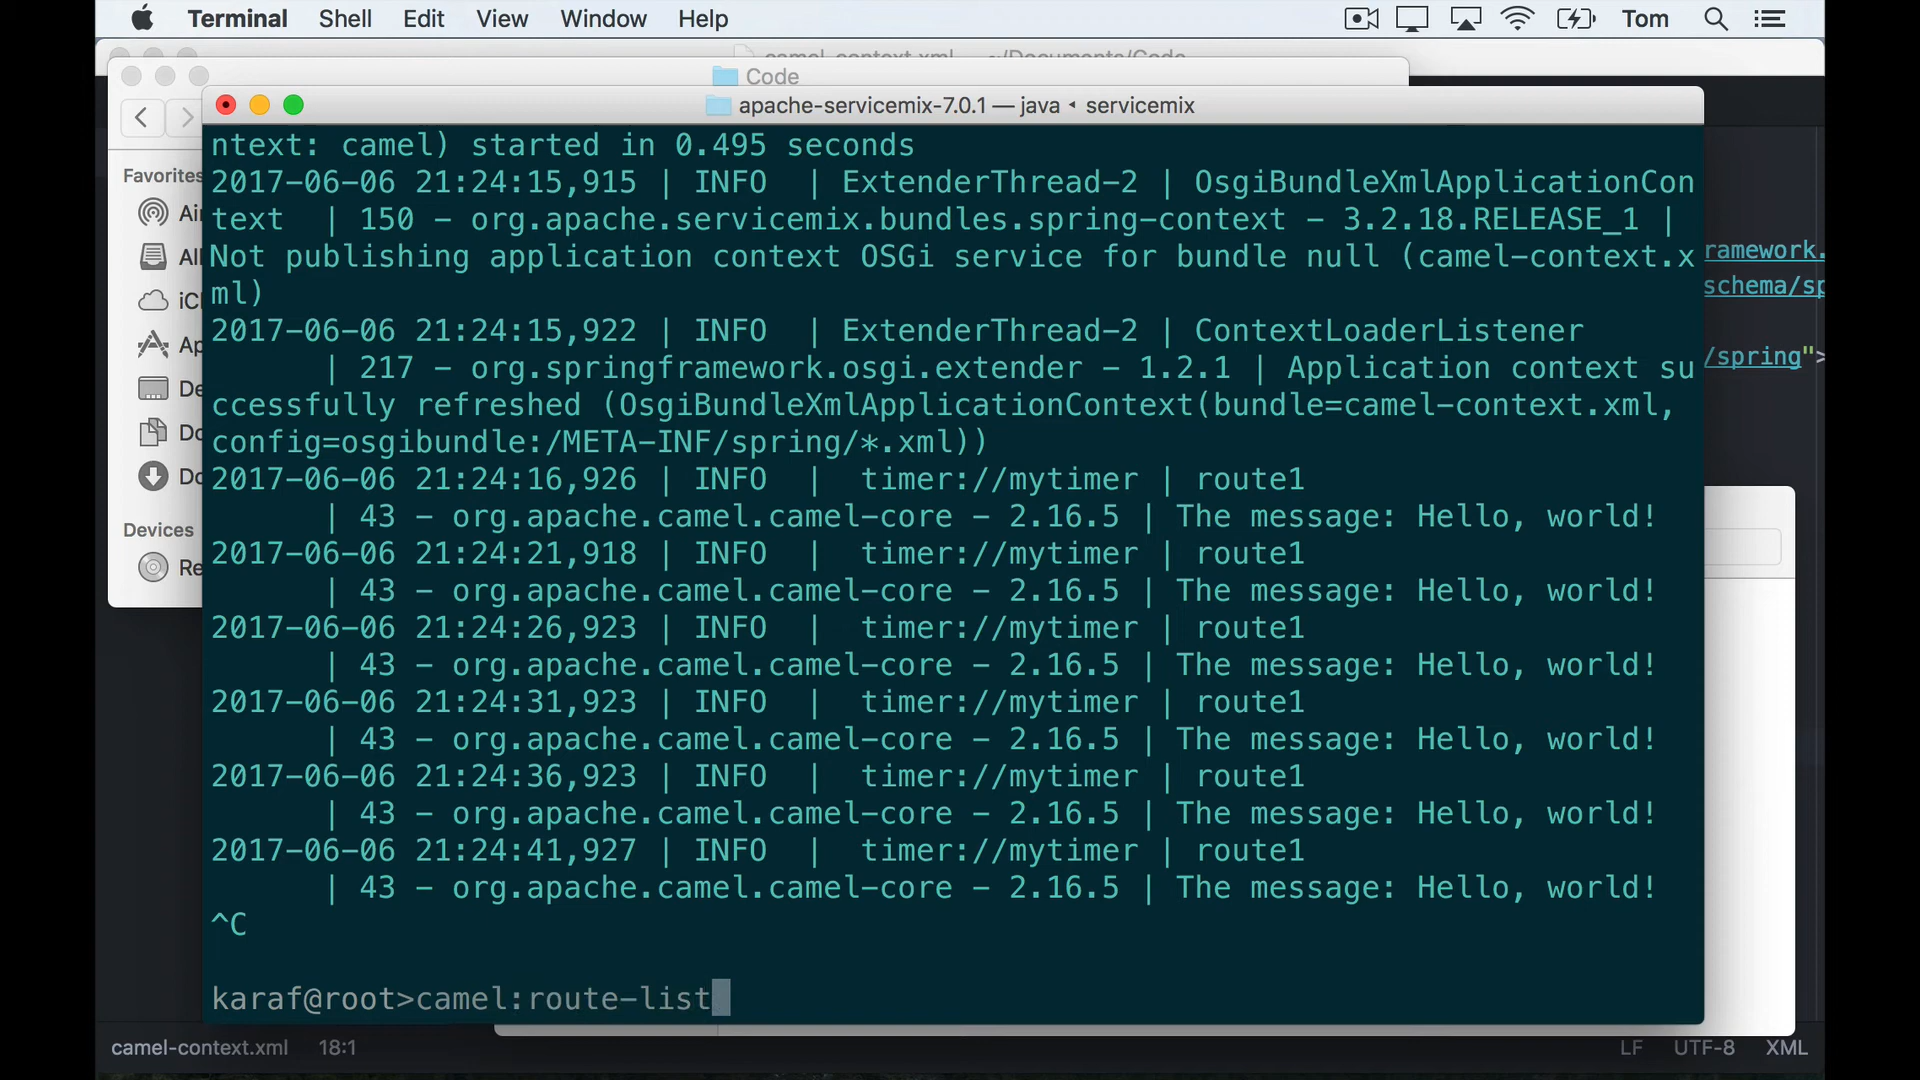 Terminal Shell Edit View Window Help Tom
camel-context.xml — ~/Documents/Code
Code
apache-servicemix-7.0.1 — java ◂ servicemix
Favorites
Devices
ntext: camel) started in 0.495 seconds
2017-06-06 21:24:15,915 | INFO  | ExtenderThread-2 | OsgiBundleXmlApplicationCon
text  | 150 - org.apache.servicemix.bundles.spring-context - 3.2.18.RELEASE_1 |
Not publishing application context OSGi service for bundle null (camel-context.x
ml)
2017-06-06 21:24:15,922 | INFO  | ExtenderThread-2 | ContextLoaderListener
| 217 - org.springframework.osgi.extender - 1.2.1 | Application context su
ccessfully refreshed (OsgiBundleXmlApplicationContext(bundle=camel-context.xml,
config=osgibundle:/META-INF/spring/*.xml))
2017-06-06 21:24:16,926 | INFO  |  timer://mytimer | route1
| 43 - org.apache.camel.camel-core - 2.16.5 | The message: Hello, world!
2017-06-06 21:24:21,918 | INFO  |  timer://mytimer | route1
| 43 - org.apache.camel.camel-core - 2.16.5 | The message: Hello, world!
2017-06-06 21:24:26,923 | INFO  |  timer://mytimer | route1
| 43 - org.apache.camel.camel-core - 2.16.5 | The message: Hello, world!
2017-06-06 21:24:31,923 | INFO  |  timer://mytimer | route1
| 43 - org.apache.camel.camel-core - 2.16.5 | The message: Hello, world!
2017-06-06 21:24:36,923 | INFO  |  timer://mytimer | route1
| 43 - org.apache.camel.camel-core - 2.16.5 | The message: Hello, world!
2017-06-06 21:24:41,927 | INFO  |  timer://mytimer | route1
| 43 - org.apache.camel.camel-core - 2.16.5 | The message: Hello, world!
^C
karaf@root>camel:route-list
ramework.
schema/sp
/spring">
camel-context.xml 18:1 LF UTF-8 XML